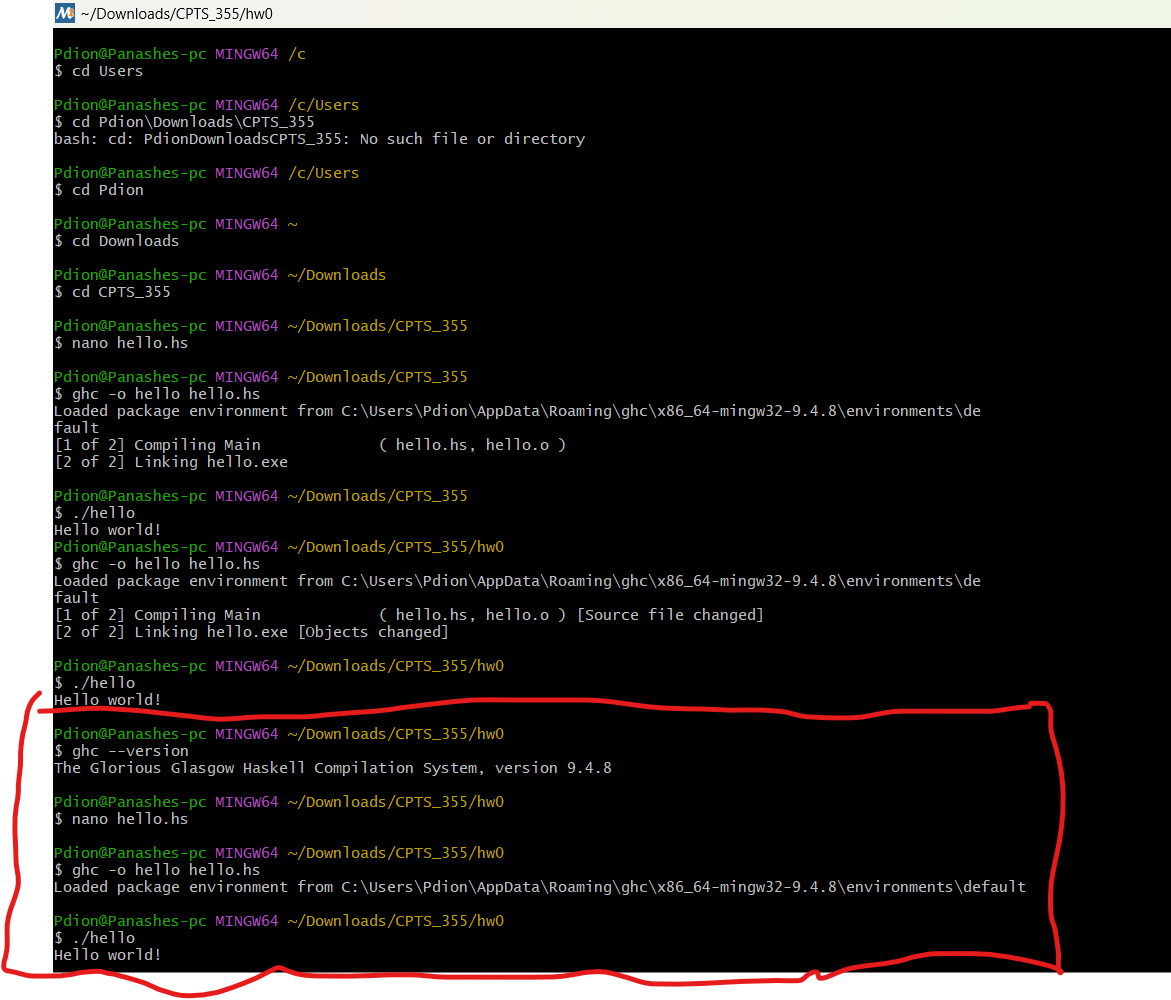 ~/Downloads/CPTS_355/hw0
Pdion@Panashes-pc MINGW64 /c
$ cd Users
Pdion@Panashes-pc MINGW64 /c/Users
$ cd Pdion\Downloads\CPTS_355
bash: cd: PdionDownloadsCPTS_355: No such file or directory
Pdion@Panashes-pc MINGW64 /c/Users
$ cd Pdion
Pdion@Panashes-pc MINGW64 ~
$ cd Downloads
Pdion@Panashes-pc MINGW64 ~/Downloads
$ cd CPTS_355
Pdion@Panashes-pc MINGW64 ~/Downloads/CPTS_355
$ nano hello.hs
Pdion@Panashes-pc MINGW64 ~/Downloads/CPTS_355
$ ghc -o hello hello.hs
Loaded package environment from C:\Users\Pdion\AppData\Roaming\ghc\x86_64-mingw32-9.4.8\environments\de
fault
[1 of 2] Compiling Main             ( hello.hs, hello.o )
[2 of 2] Linking hello.exe
Pdion@Panashes-pc MINGW64 ~/Downloads/CPTS_355
$ ./hello
Hello world!
Pdion@Panashes-pc MINGW64 ~/Downloads/CPTS_355/hw0
$ ghc -o hello hello.hs
Loaded package environment from C:\Users\Pdion\AppData\Roaming\ghc\x86_64-mingw32-9.4.8\environments\de
fault
[1 of 2] Compiling Main             ( hello.hs, hello.o ) [Source file changed]
[2 of 2] Linking hello.exe [Objects changed]
Pdion@Panashes-pc MINGW64 ~/Downloads/CPTS_355/hw0
$ ./hello
Hello world!
Pdion@Panashes-pc MINGW64 ~/Downloads/CPTS_355/hw0
$ ghc --version
The Glorious Glasgow Haskell Compilation System, version 9.4.8
Pdion@Panashes-pc MINGW64 ~/Downloads/CPTS_355/hw0
$ nano hello.hs
Pdion@Panashes-pc MINGW64 ~/Downloads/CPTS_355/hw0
$ ghc -o hello hello.hs
Loaded package environment from C:\Users\Pdion\AppData\Roaming\ghc\x86_64-mingw32-9.4.8\environments\default
Pdion@Panashes-pc MINGW64 ~/Downloads/CPTS_355/hw0
$ ./hello
Hello world!